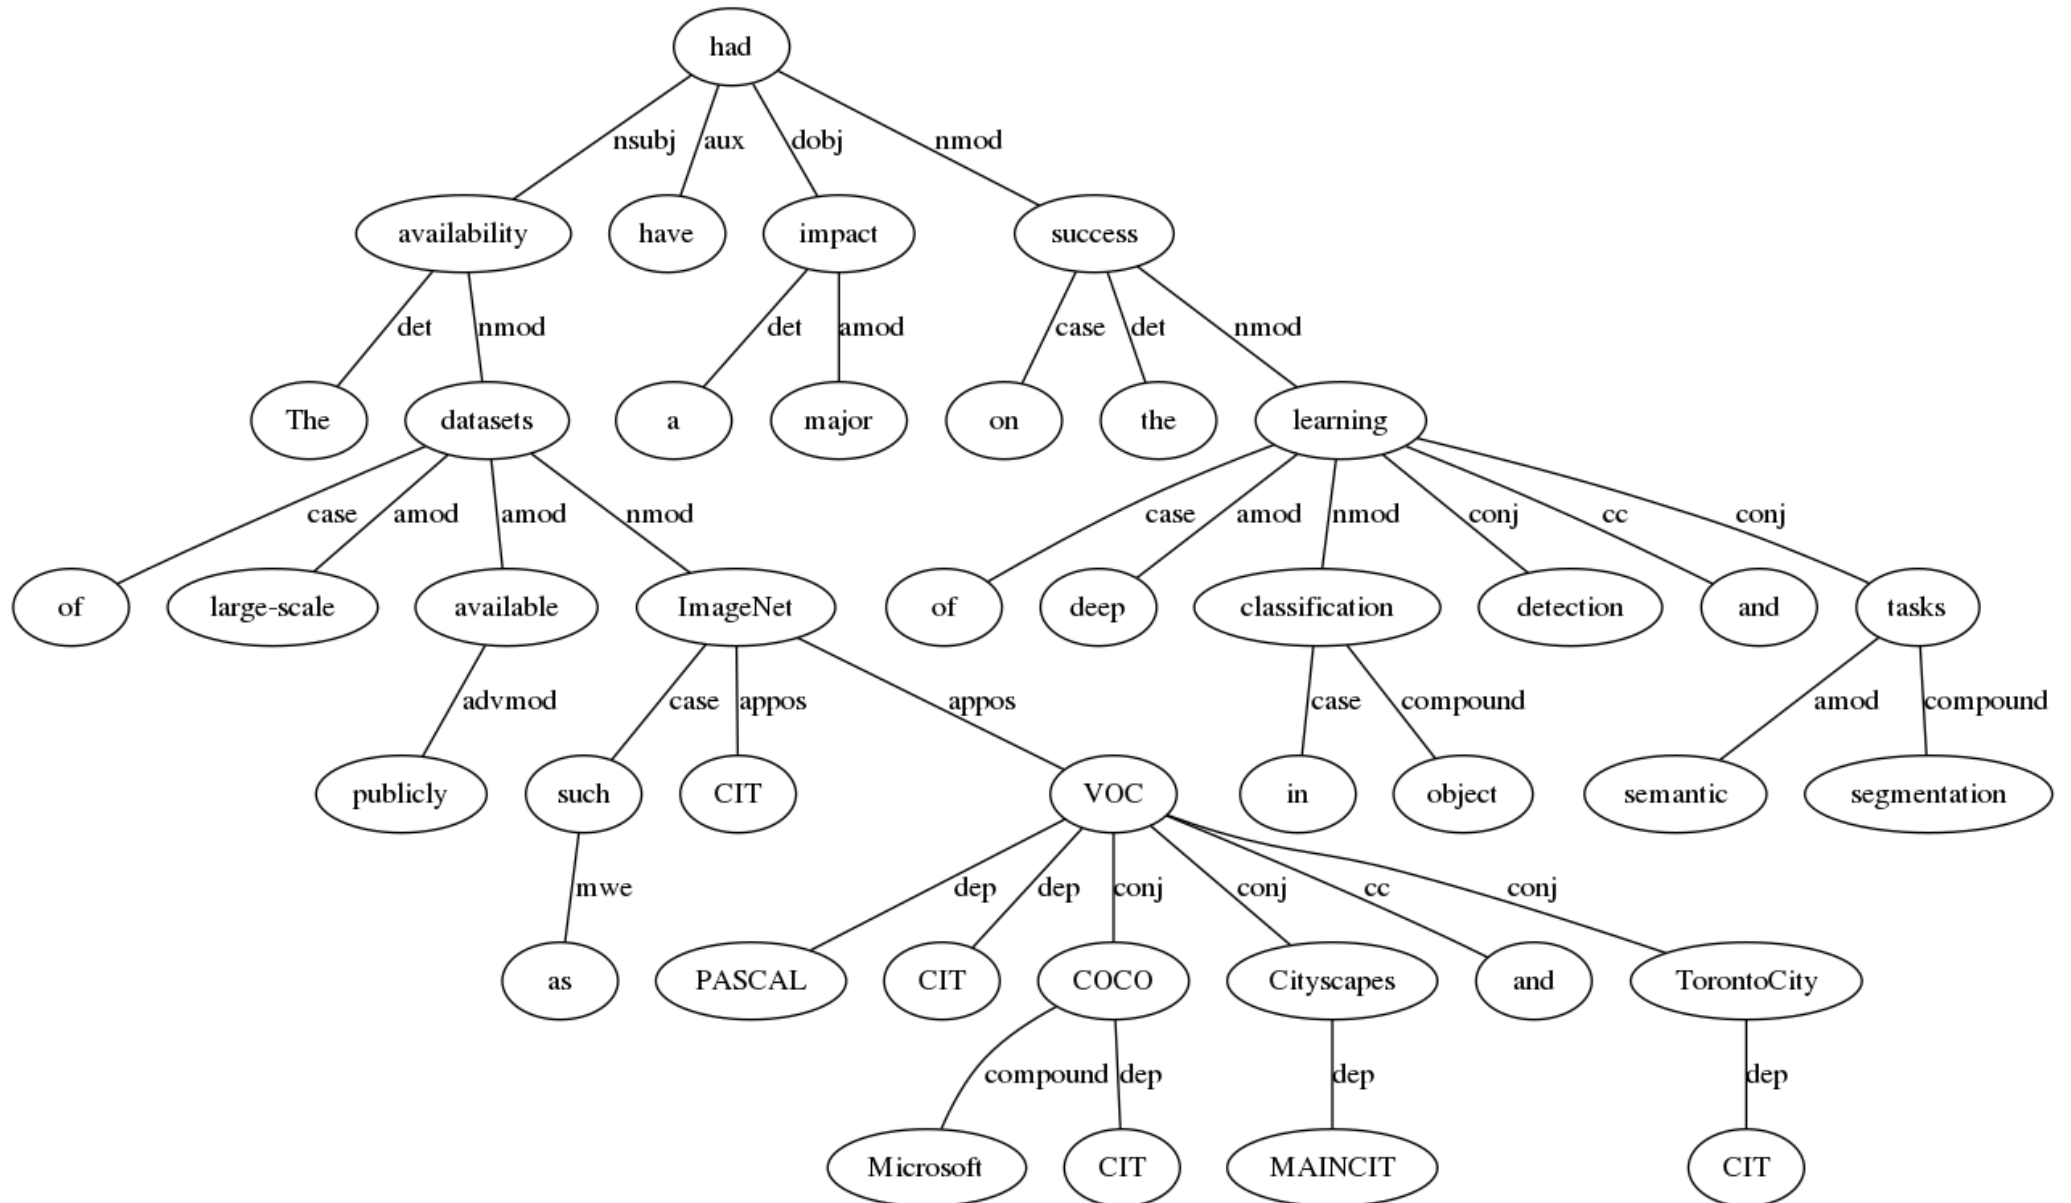 had
nsubj aux dobj nmod
availability have impact success
det nmod det amod case det nmod
The datasets a major on the learning
case amod amod nmod case amod nmod conj cc conj
of large-scale available ImageNet of deep classification detection and tasks
advmod case appos appos case compound amod compound
publicly such CIT VOC in object semantic segmentation
mwe dep dep conj conj cc conj
as PASCAL CIT COCO Cityscapes and TorontoCity
compound dep dep dep
Microsoft CIT MAINCIT CIT